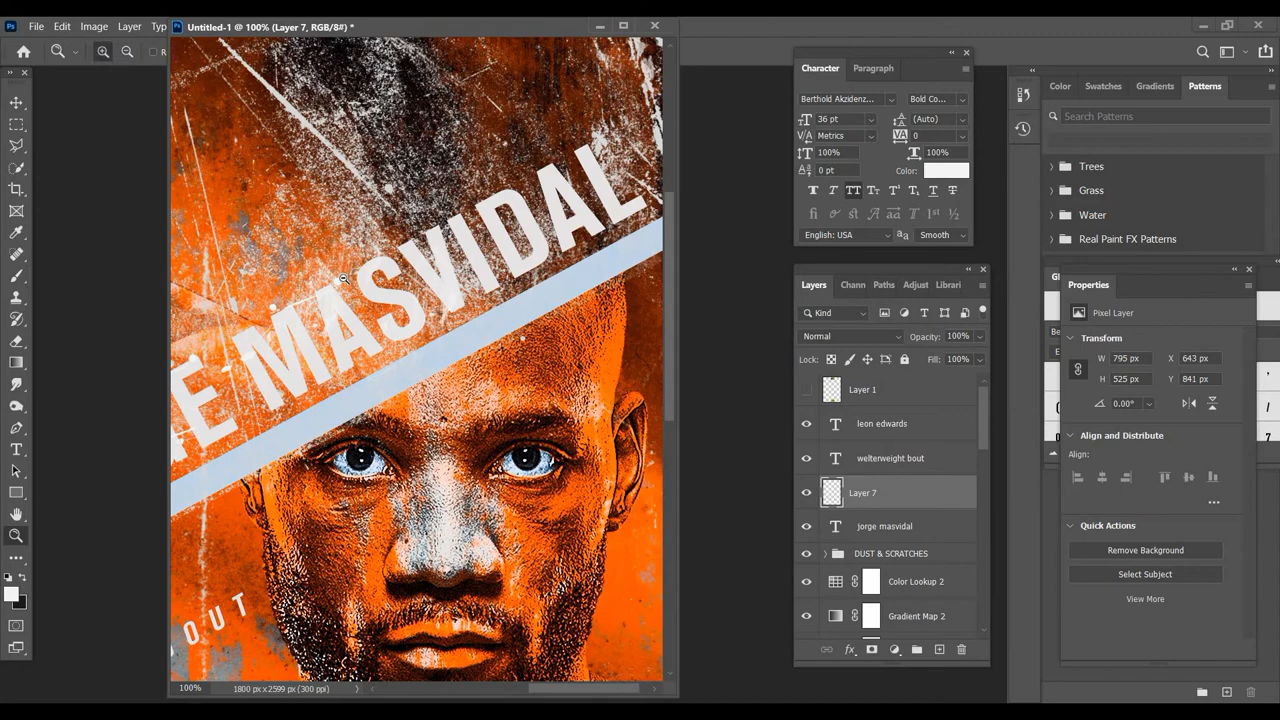 File Edit Image Layer Typ
Untitled-1 @ 100% (Layer 7, RGB/8#) *
E MASVIDAL
OUT
190%
1800 px x 2599 px (300 ppi)
Character Paragraph
Berthold Akzidenz... Bold Co...
36 pt (Auto)
Metrics 0
100% 100%
0 pt Color:
English: USA Smooth
Layers Chann Paths Adjust Librari
Kind
Normal Opacity: 100%
Lock: Fill: 100%
Layer 1
leon edwards
welterweight bout
Layer 7
jorge masvidal
DUST & SCRATCHES
Color Lookup 2
Gradient Map 2
Color Swatches Gradients Patterns
Search Patterns
Trees
Grass
Water
Real Paint FX Patterns
Properties
Pixel Layer
Transform
W 795 px X 643 px
H 525 px Y 841 px
0.00°
Align and Distribute
Align:
Quick Actions
Remove Background
Select Subject
View More